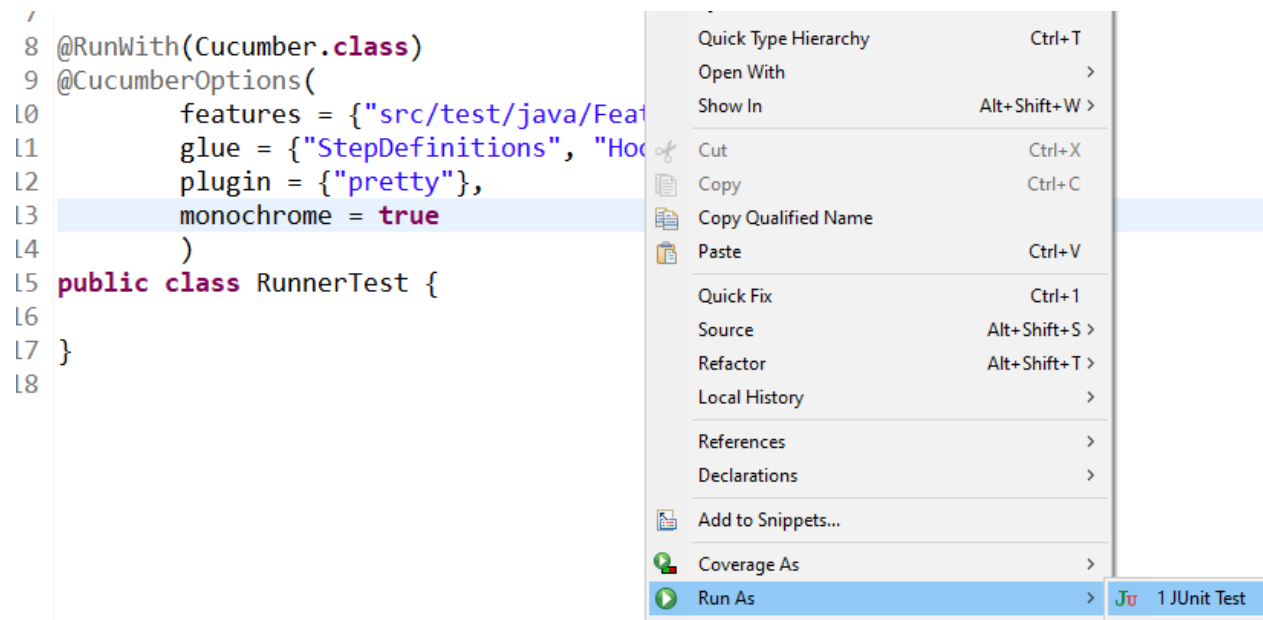 7
8 @RunWith(Cucumber.class)
9 @CucumberOptions(
10 features = {"src/test/java/Feat
11 glue = {"StepDefinitions", "Hoo
12 plugin = {"pretty"},
13 monochrome = true
14 )
15 public class RunnerTest {
16
17 }
18
Quick Type Hierarchy Ctrl+T
Open With >
Show In Alt+Shift+W >
Cut Ctrl+X
Copy Ctrl+C
Copy Qualified Name
Paste Ctrl+V
Quick Fix Ctrl+1
Source Alt+Shift+S >
Refactor Alt+Shift+T >
Local History >
References >
Declarations >
Add to Snippets...
Coverage As >
Run As >
JU 1 JUnit Test